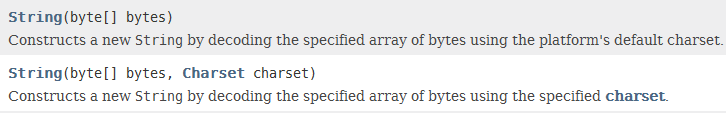 String(byte[] bytes)
Constructs a new String by decoding the specified array of bytes using the platform's default charset.
String(byte[] bytes, Charset charset)
Constructs a new String by decoding the specified array of bytes using the specified charset.